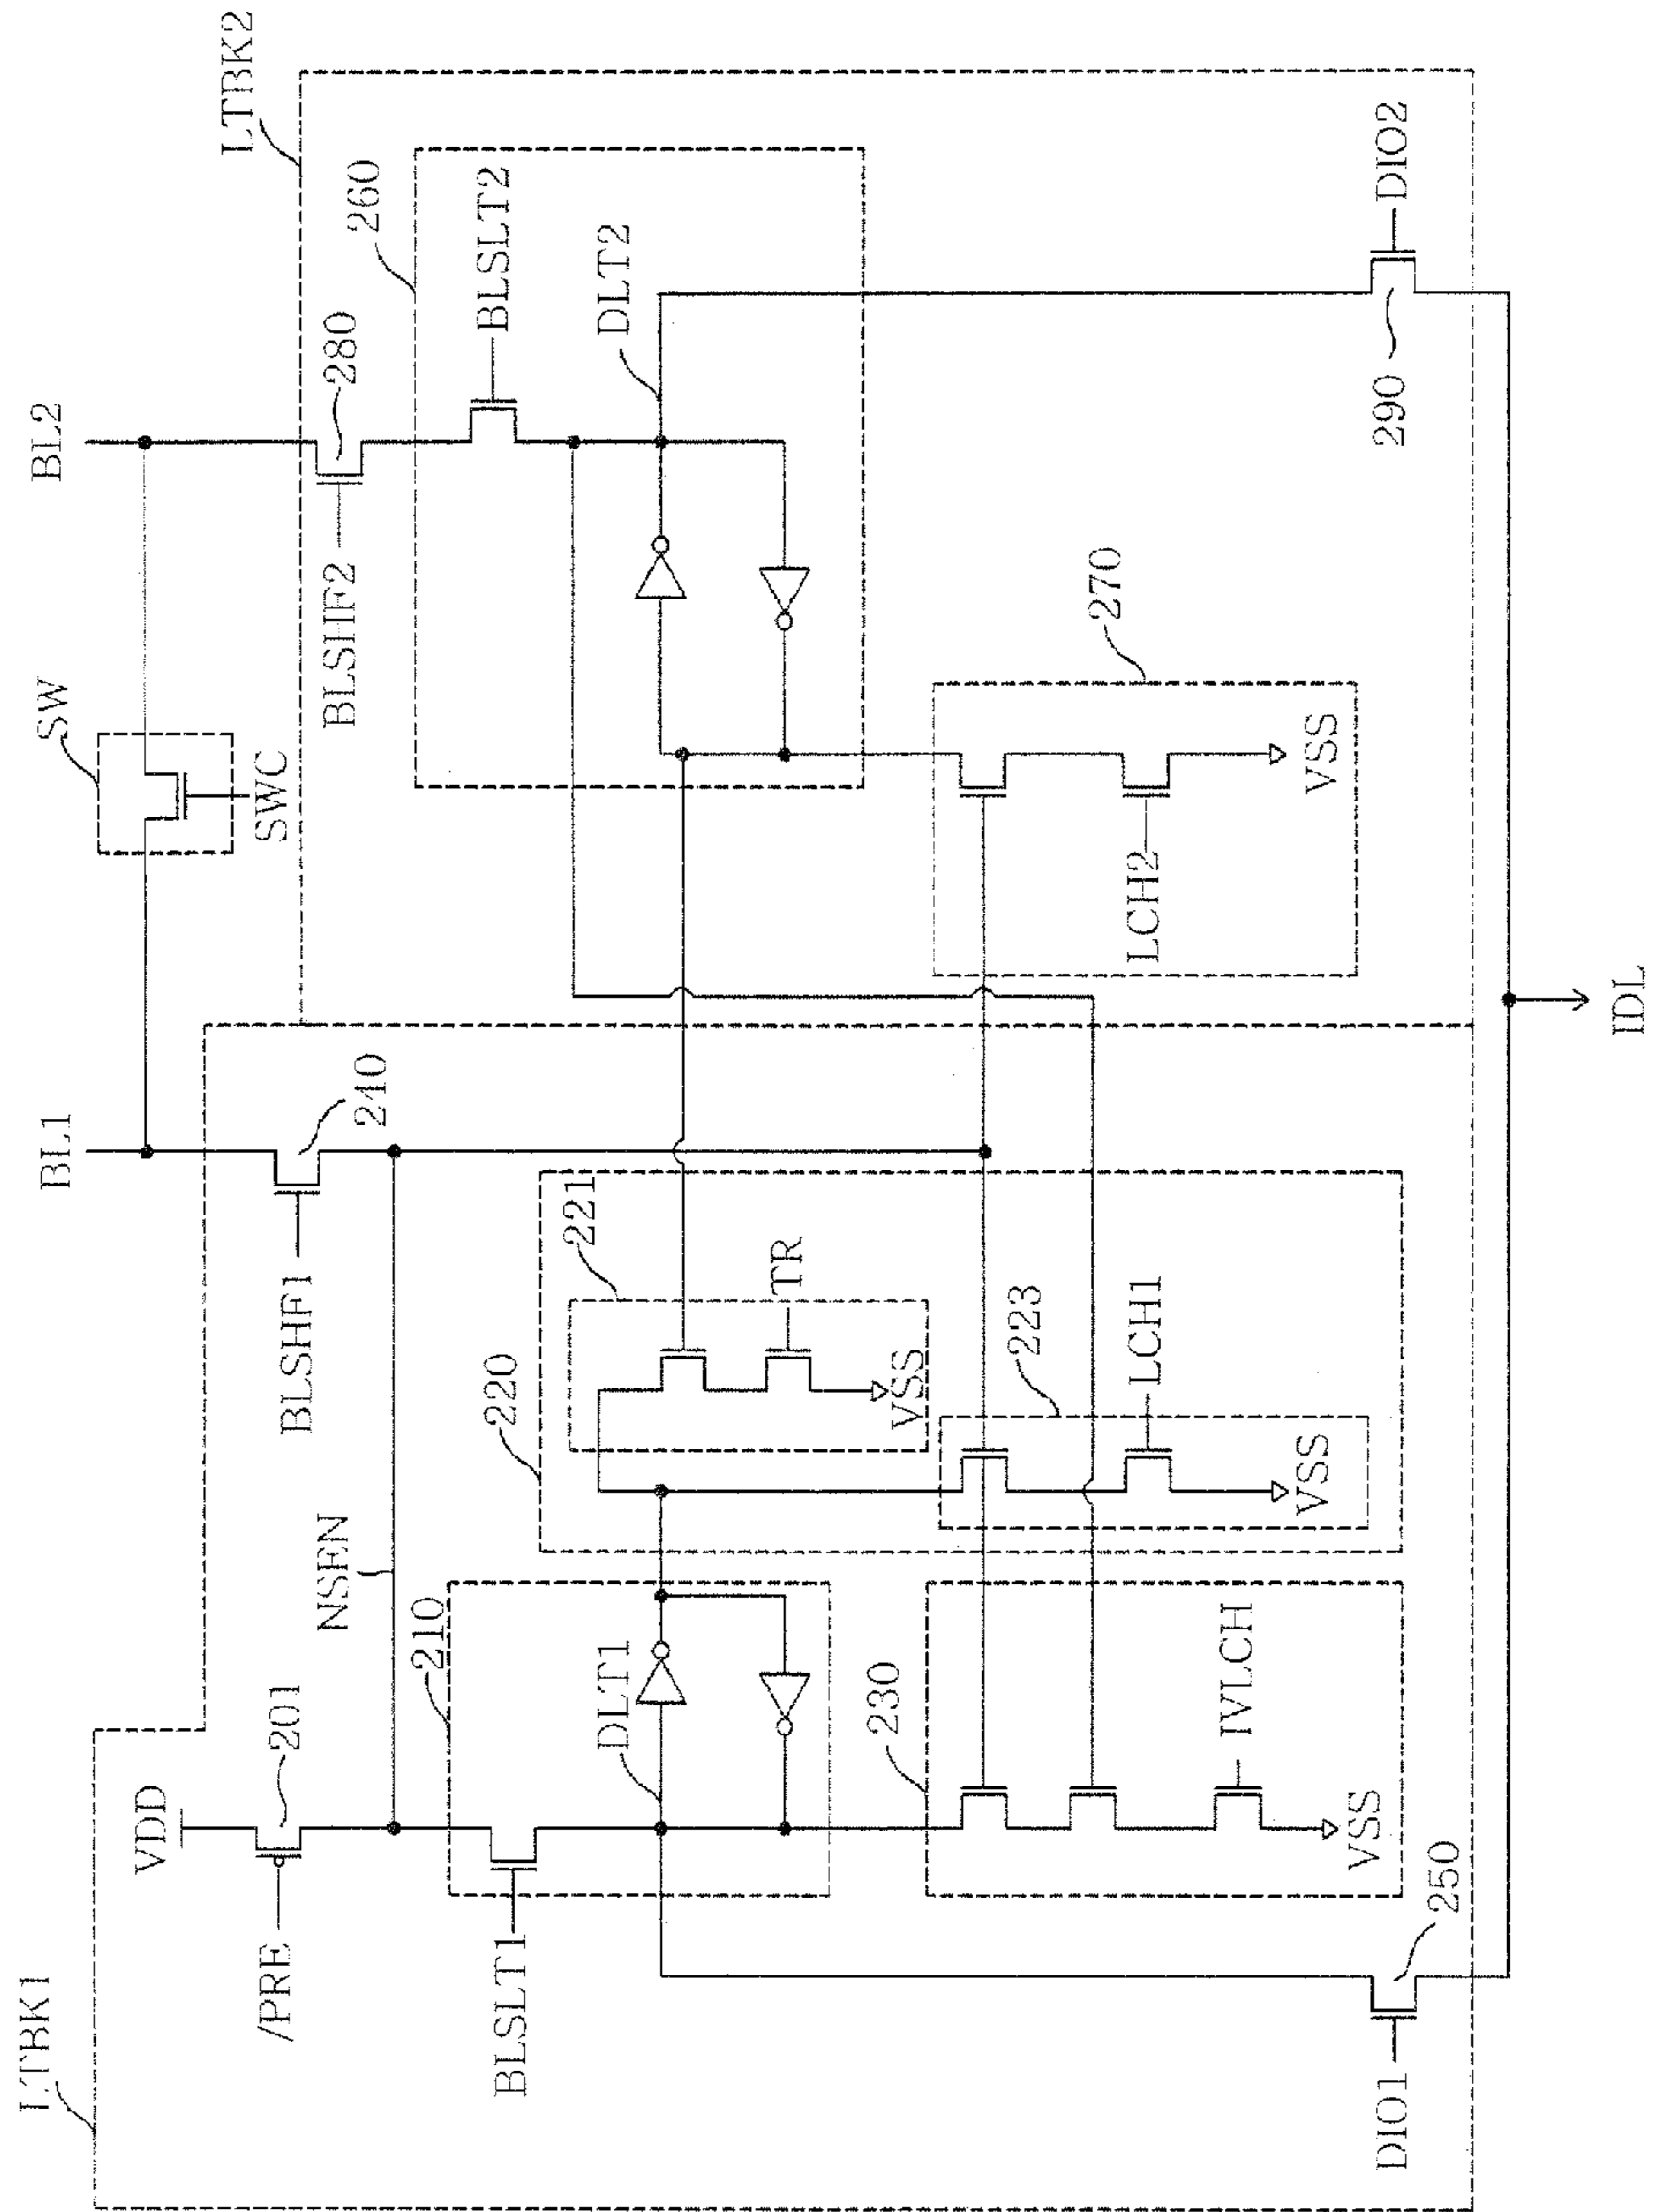 LTBK1
VDD
/PRE
201
NSEN
BLSHF1
240
BL1
SW
SWC
BL2
BLSHF2
280
LTBK2
BLSLT1
210
DLT1
220
221
TR
VSS
260
BLSLT2
DLT2
230
IVLCH
VSS
223
LCH1
VSS
270
LCH2
VSS
DIO1
250
290
DIO2
IDL